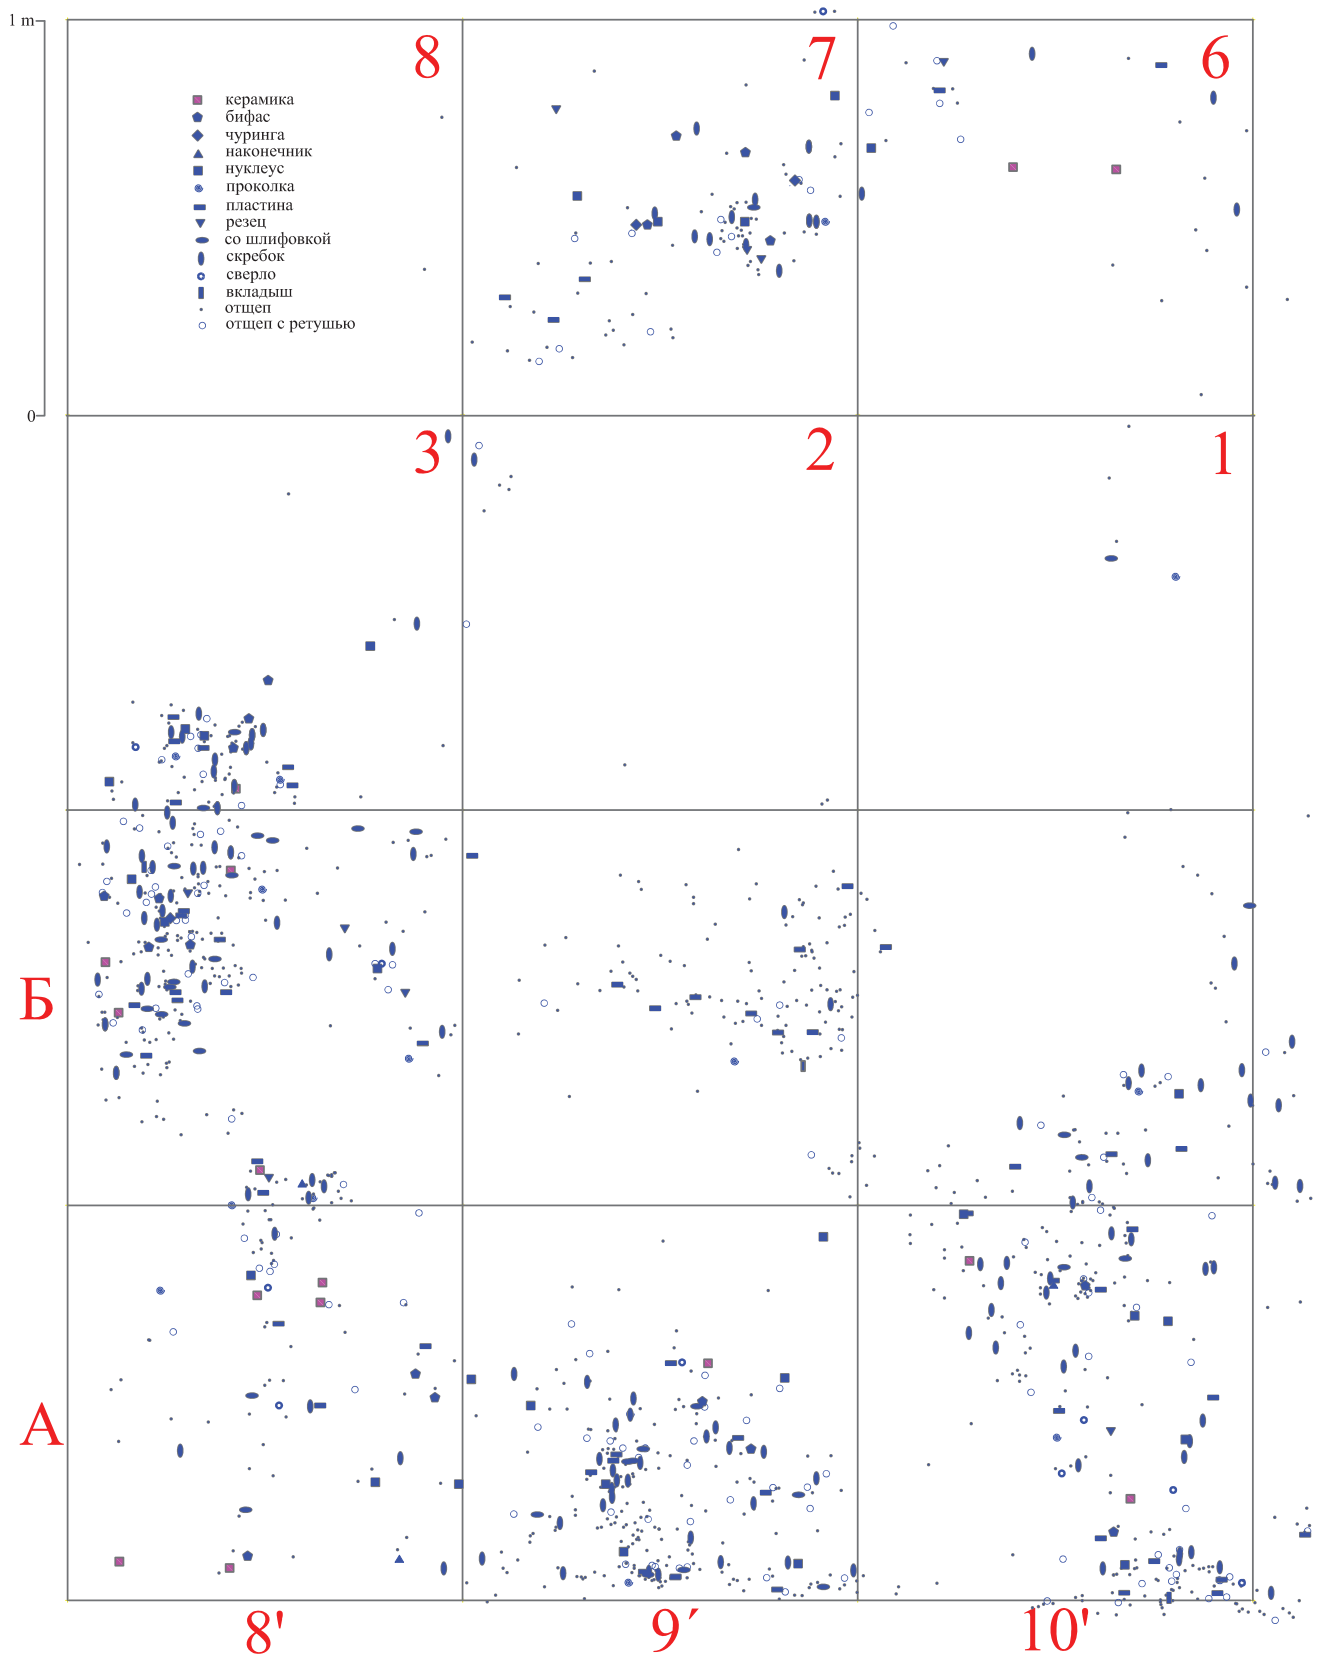 1 m
8
7
6
керамика
бифас
чуринга
наконечник
нуклеус
проколка
пластина
резец
со шлифовкой
скребок
сверло
вкладыш
отщеп
отщеп с ретушью
0
3
2
1
Б
А
8'
9′
10'